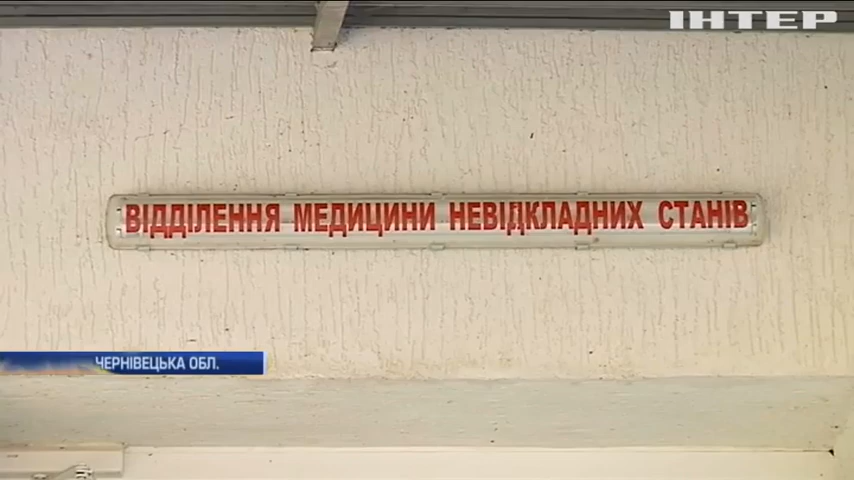 ІНТЕР
ВІДДІЛЕННЯ МЕДИЦИНИ НЕВІДКЛАДНИХ СТАНІВ
ЧЕРНІВЕЦЬКА ОБЛ.